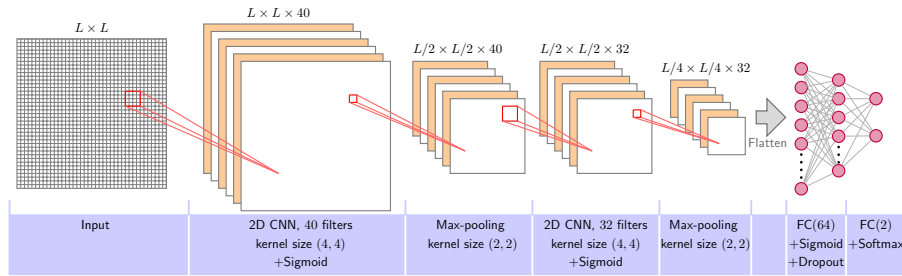 L × L × 40
L × L
L/2 × L/2 × 40
L/2 × L/2 × 32
L/4 × L/4 × 32
Flatten
Input
2D CNN, 40 filters
kernel size (4, 4)
+Sigmoid
Max-pooling
kernel size (2, 2)
2D CNN, 32 filters
kernel size (4, 4)
+Sigmoid
Max-pooling
kernel size (2, 2)
FC(64)
+Sigmoid
+Dropout
FC(2)
+Softmax